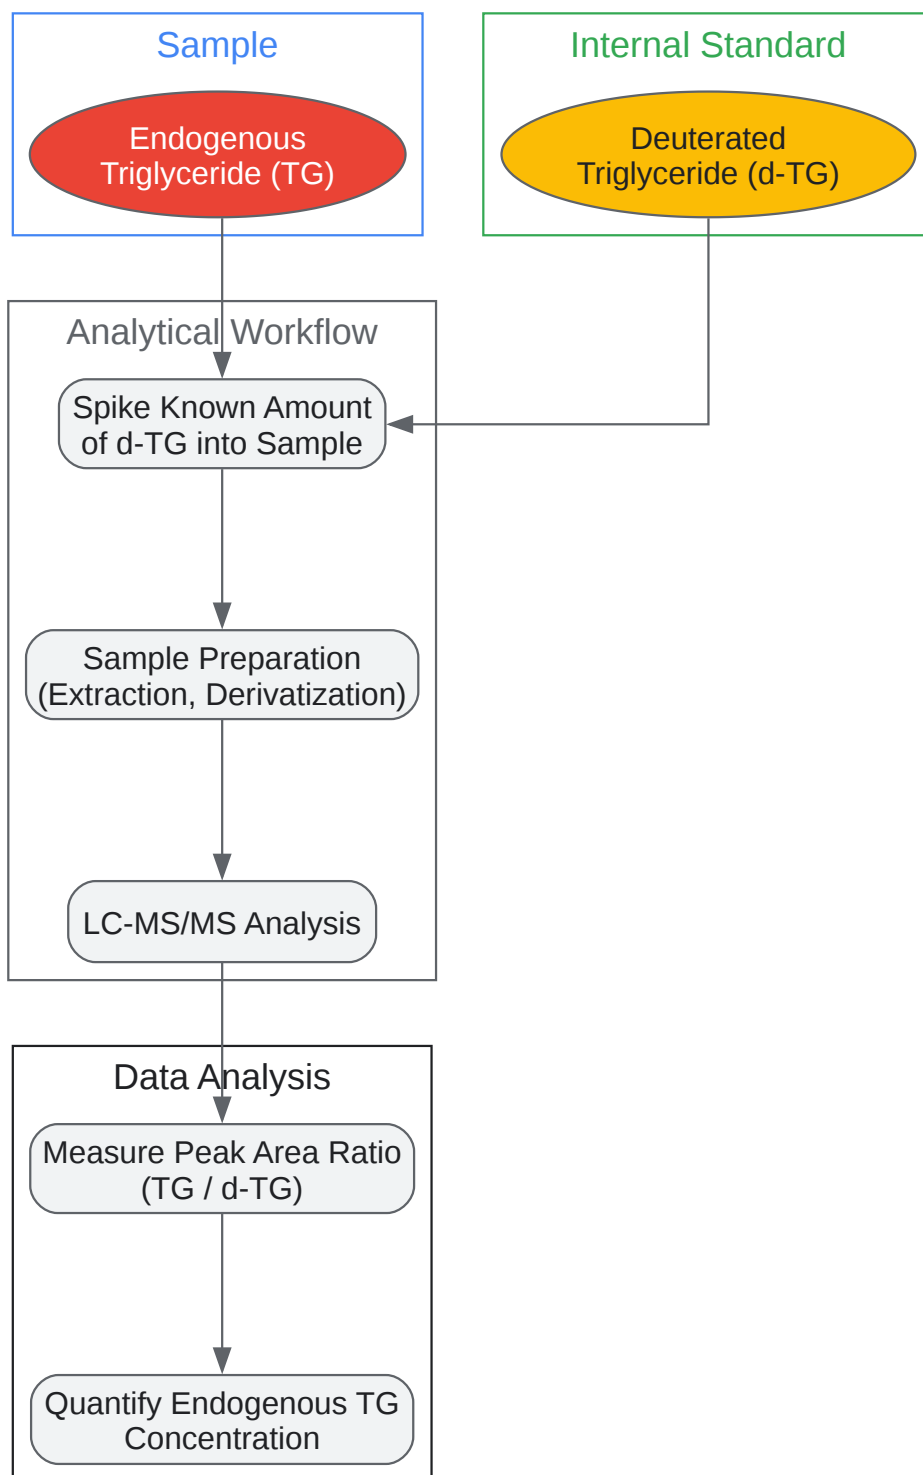 Sample
Internal Standard
Endogenous
Triglyceride (TG)
Deuterated
Triglyceride (d-TG)
Analytical Workflow
Spike Known Amount
of d-TG into Sample
Sample Preparation
(Extraction, Derivatization)
LC-MS/MS Analysis
Data Analysis
Measure Peak Area Ratio
(TG / d-TG)
Quantify Endogenous TG
Concentration